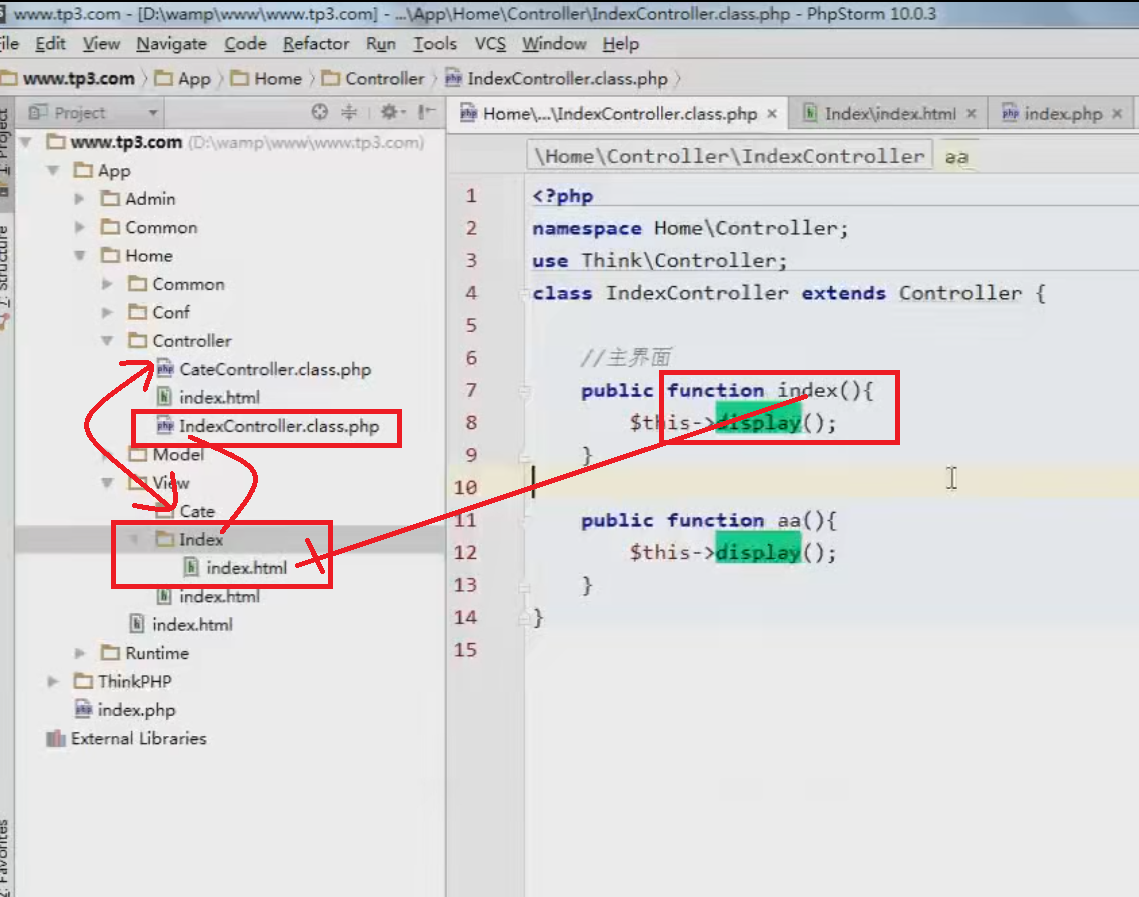 www.tp3.com - [D:\wamp\www\www.tp3.com] - ...\App\Home\Controller\IndexController.class.php - PhpStorm 10.0.3
File Edit View Navigate Code Refactor Run Tools VCS Window Help
www.tp3.com App Home Controller IndexController.class.php
Project
Home\...\IndexController.class.php × Index\index.html × index.php ×
\Home\Controller\IndexController aa
www.tp3.com (D:\wamp\www\www.tp3.com)
App
Admin
Common
Home
Common
Conf
Controller
CateController.class.php
index.html
IndexController.class.php
Model
View
Cate
Index
index.html
index.html
index.html
Runtime
ThinkPHP
index.php
External Libraries
1 <?php
2 namespace Home\Controller;
3 use Think\Controller;
4 class IndexController extends Controller {
5
6 //主界面
7 public function index(){
8 $this->display();
9 }
10
11 public function aa(){
12 $this->display();
13 }
14 }
15
1: Project
7: Structure
2: Favorites